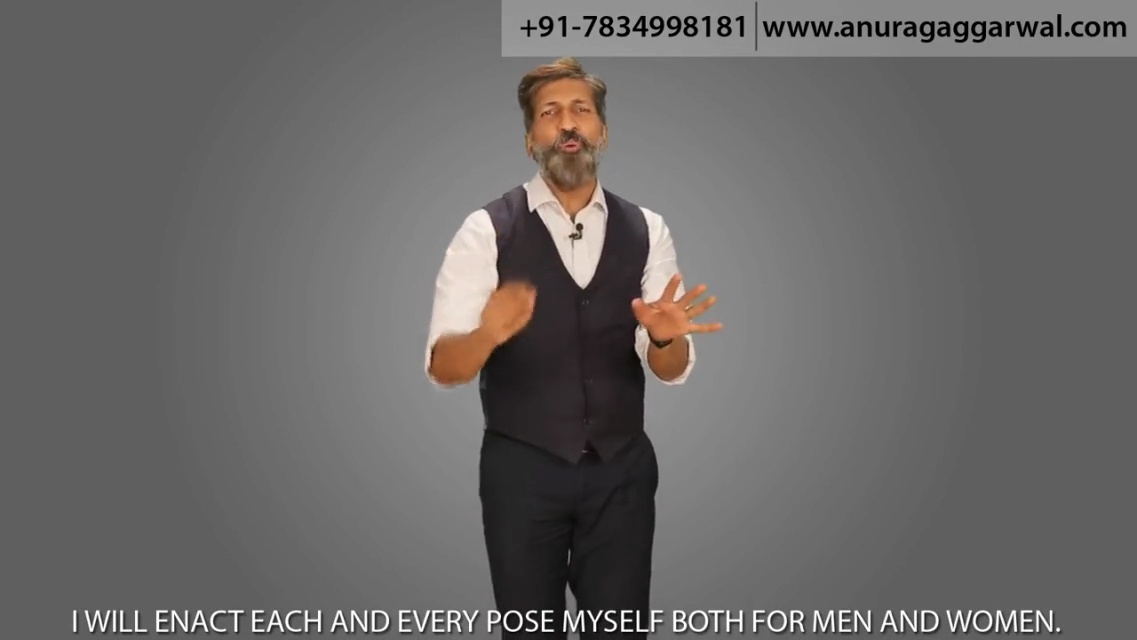 +91-7834998181 | www.anuragaggarwal.com
I WILL ENACT EACH AND EVERY POSE MYSELF BOTH FOR MEN AND WOMEN.